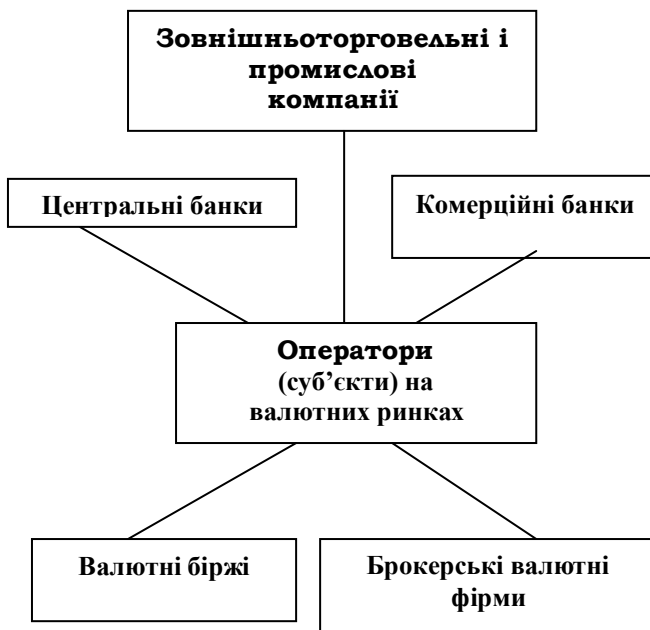 Зовнішньоторговельні і
промислові
компанії
Центральні банки
Комерційні банки
Оператори
(суб’єкти) на
валютних ринках
Валютні біржі
Брокерські валютні
фірми